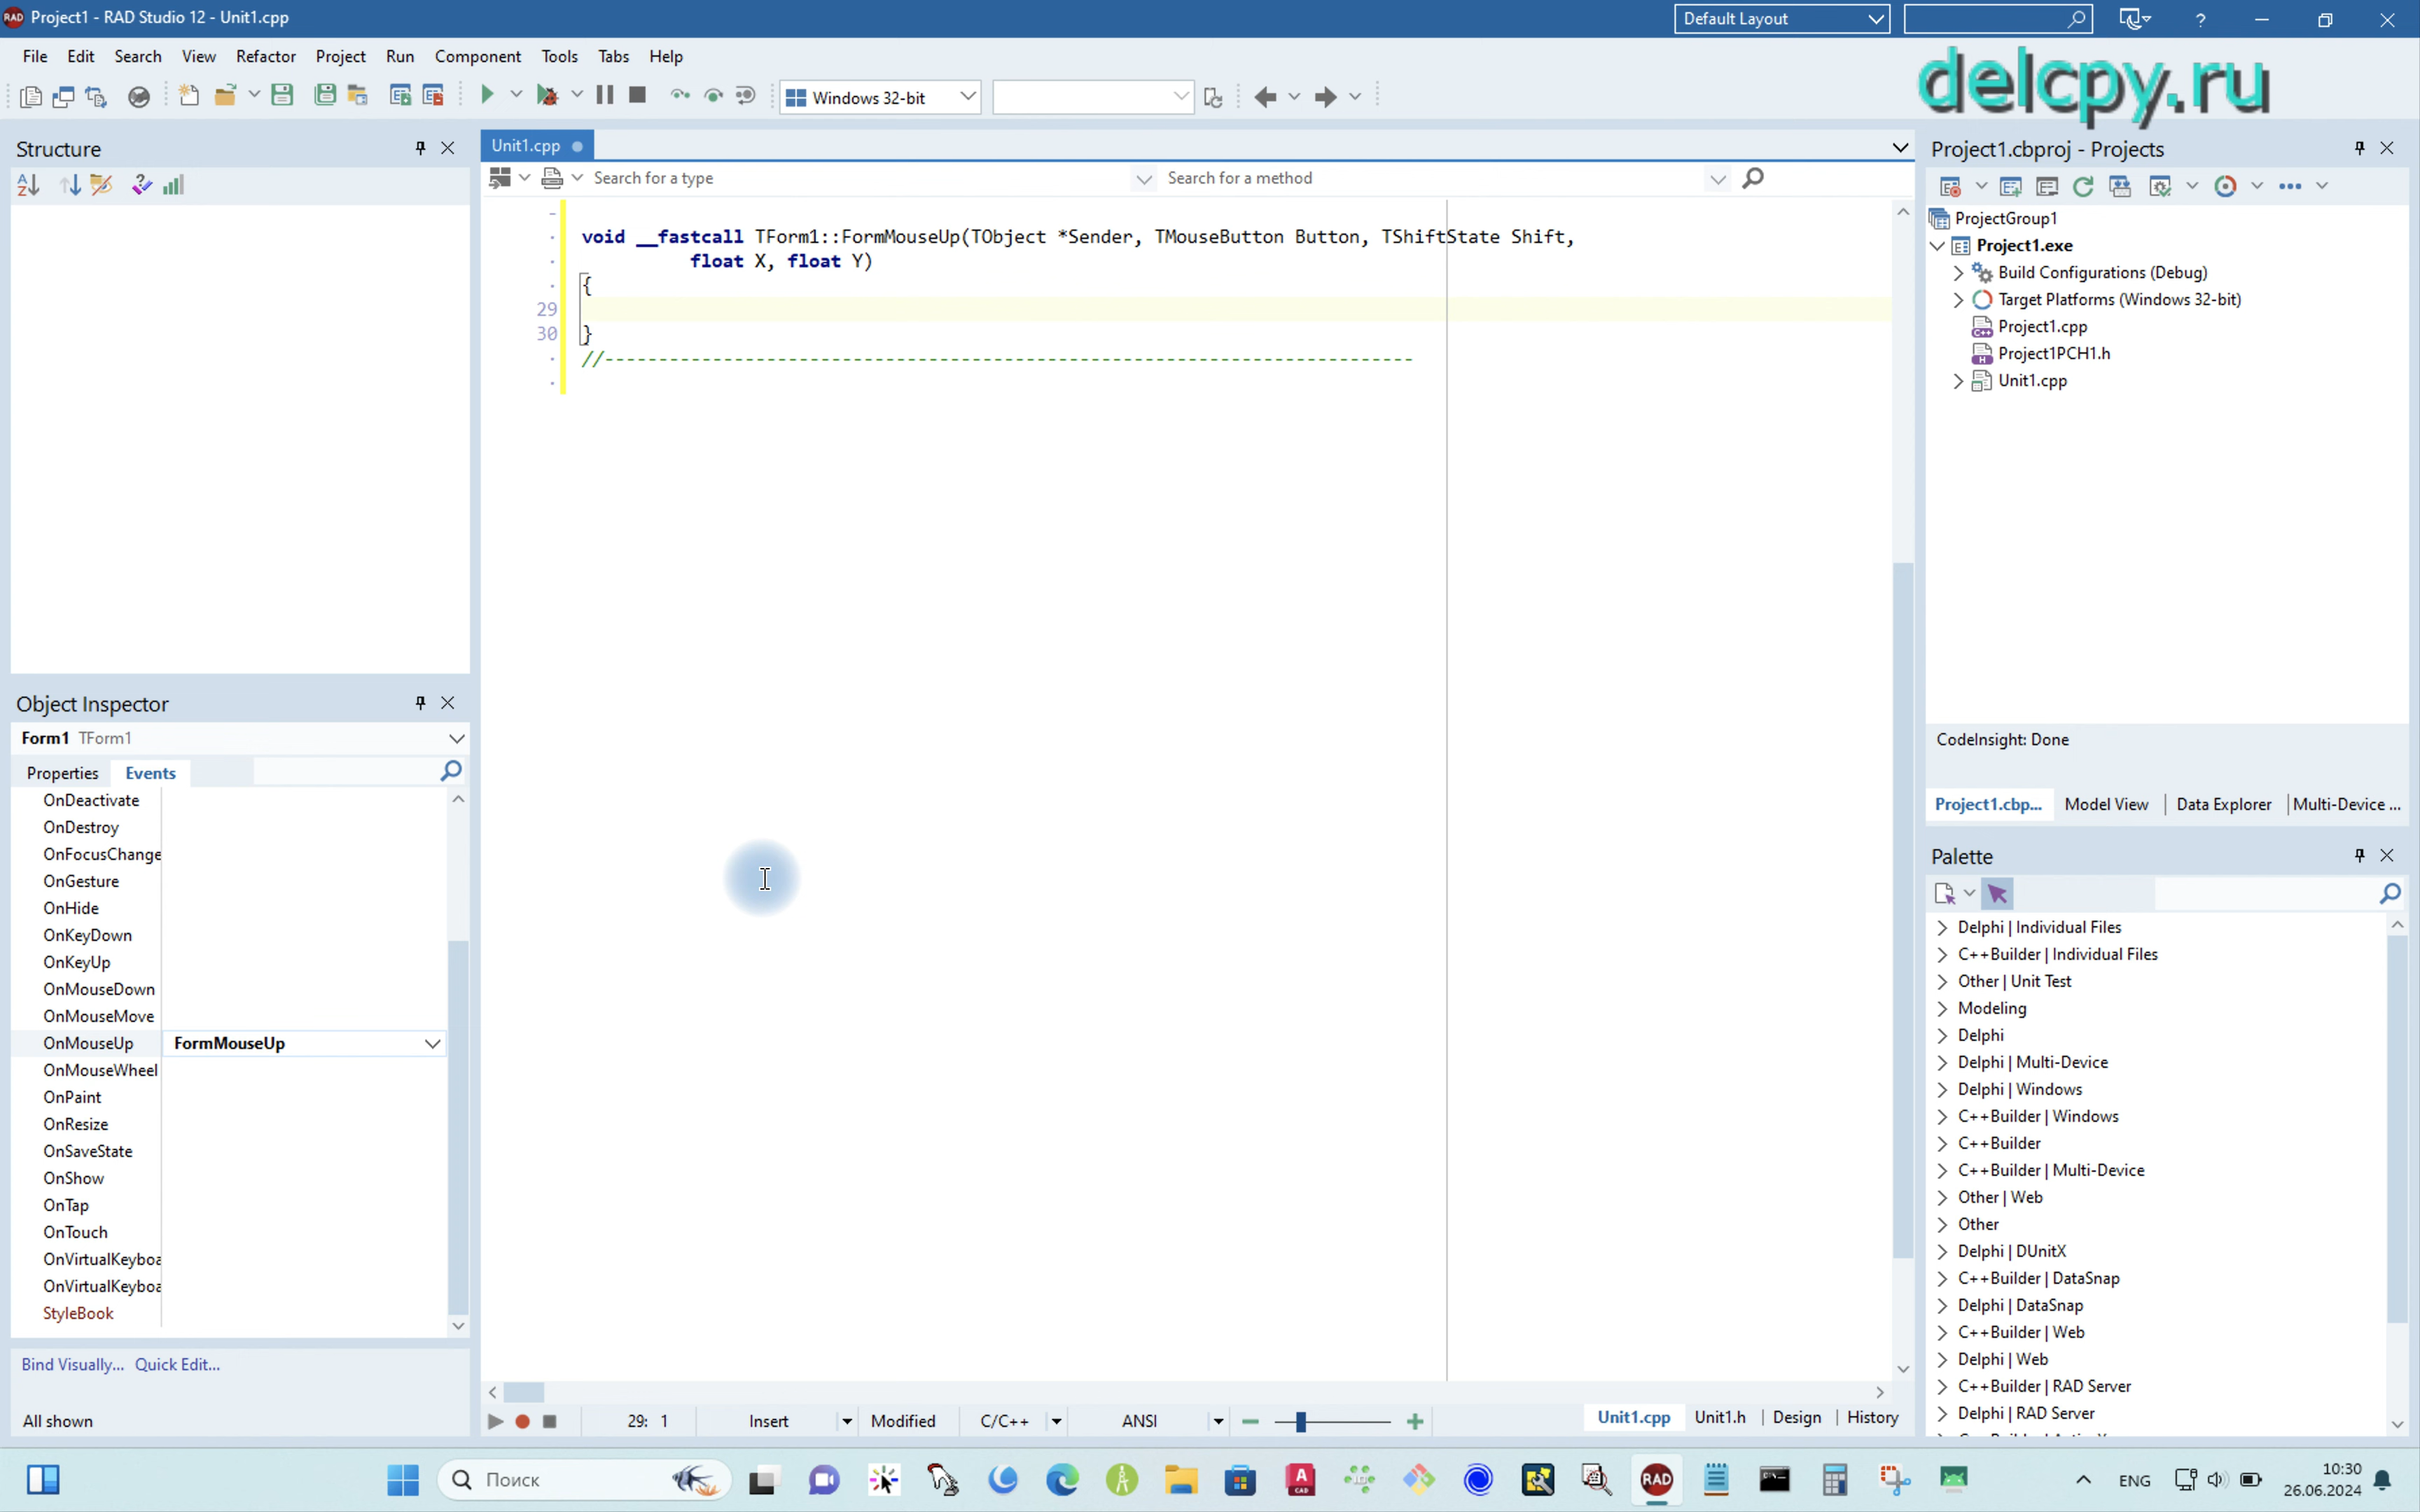 Project1 - RAD Studio 12 - Unit1.cpp
Default Layout
?
File Edit Search View Refactor Project Run Component Tools Tabs Help
delcpy.ru
Windows 32-bit
Structure
Unit1.cpp
Project1.cbproj - Projects
Search for a type
Search for a method
void __fastcall TForm1::FormMouseUp(TObject *Sender, TMouseButton Button, TShiftState Shift,
float X, float Y)
{
29
30 }
//---------------------------------------------------------------------------
ProjectGroup1
Project1.exe
Build Configurations (Debug)
Target Platforms (Windows 32-bit)
Project1.cpp
Project1PCH1.h
Unit1.cpp
CodeInsight: Done
Project1.cbp... Model View Data Explorer Multi-Device ...
Object Inspector
Form1 TForm1
Properties Events
OnDeactivate
OnDestroy
OnFocusChange
OnGesture
OnHide
OnKeyDown
OnKeyUp
OnMouseDown
OnMouseMove
OnMouseUp FormMouseUp
OnMouseWheel
OnPaint
OnResize
OnSaveState
OnShow
OnTap
OnTouch
OnVirtualKeyboa
OnVirtualKeyboa
StyleBook
Bind Visually... Quick Edit...
All shown
Palette
Delphi | Individual Files
C++Builder | Individual Files
Other | Unit Test
Modeling
Delphi
Delphi | Multi-Device
Delphi | Windows
C++Builder | Windows
C++Builder
C++Builder | Multi-Device
Other | Web
Other
Delphi | DUnitX
C++Builder | DataSnap
Delphi | DataSnap
C++Builder | Web
Delphi | Web
C++Builder | RAD Server
Delphi | RAD Server
29: 1 Insert Modified C/C++ ANSI
Unit1.cpp Unit1.h Design History
Поиск
RAD
ENG
10:30
26.06.2024